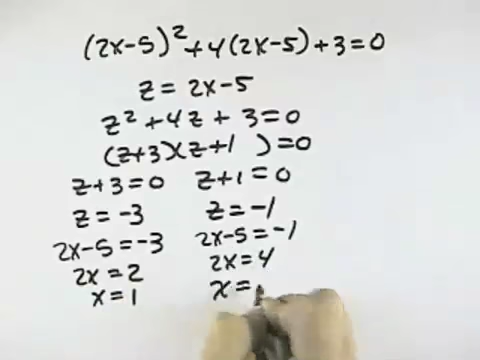 (2x-5)² + 4(2x-5) + 3 = 0
z = 2x-5
z² + 4z + 3 = 0
(z+3)(z+1 ) = 0
z+3 = 0 z+1 = 0
z = -3 z = -1
2x-5 = -3 2x-5 = -1
2x = 2 2x = 4
x = 1 x =